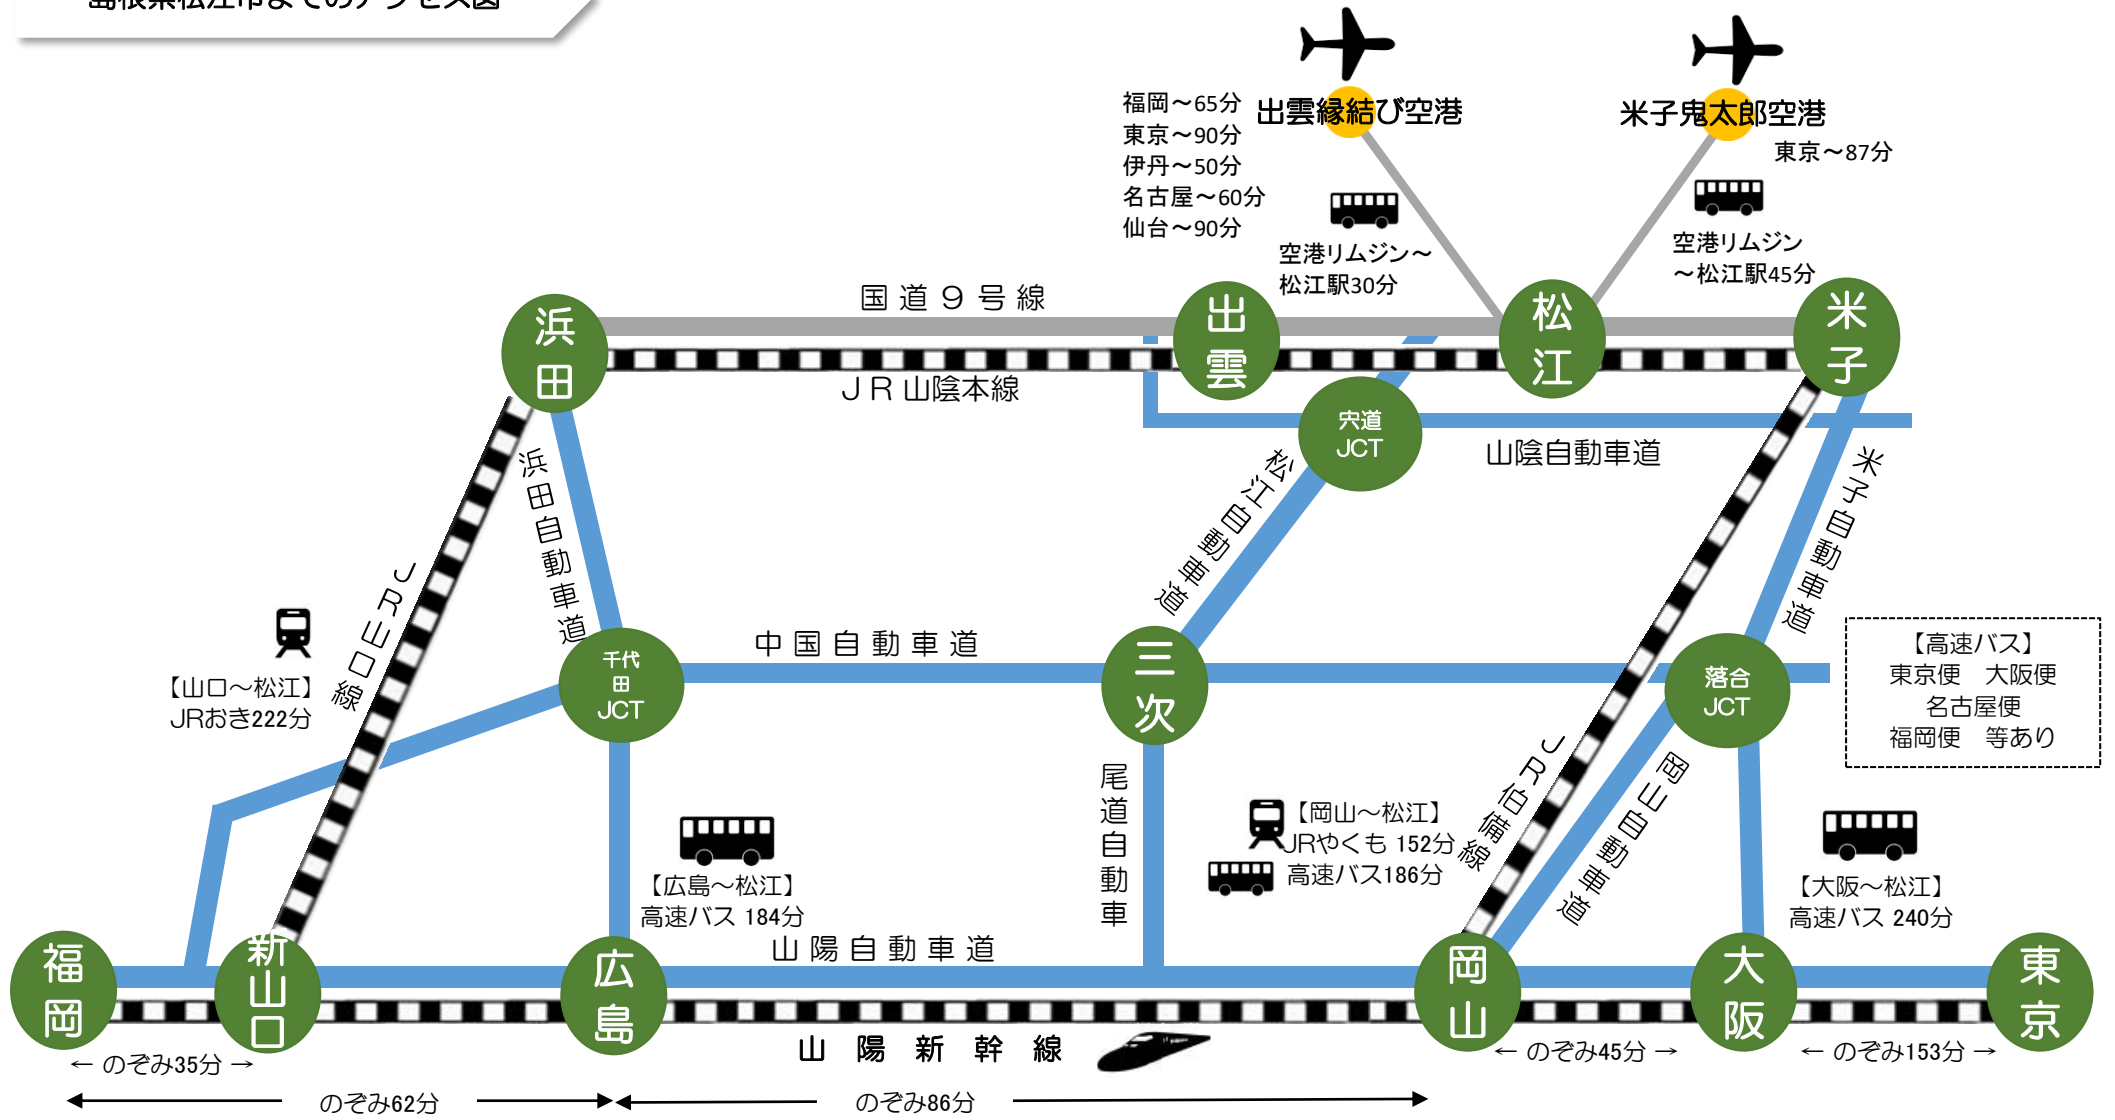 島根県松江市までのアクセス図
福岡～65分
東京～90分
伊丹～50分
名古屋～60分
仙台～90分
出雲縁結び空港
米子鬼太郎空港
東京～87分
空港リムジン～
松江駅30分
空港リムジン
～松江駅45分
国道９号線
浜田
出雲
松江
米子
ＪＲ山陰本線
宍道
JCT
山陰自動車道
浜田自動車道
松江自動車道
米子自動車道
ＪＲ山口線
【山口～松江】
JRおき222分
千代
田
JCT
中国自動車道
三次
落合
JCT
【高速バス】
東京便　大阪便
名古屋便
福岡便　等あり
尾道自動車
ＪＲ伯備線
岡山自動車道
【広島～松江】
高速バス 184分
【岡山～松江】
JRやくも 152分
高速バス186分
【大阪～松江】
高速バス 240分
山陽自動車道
福岡
新山口
広島
岡山
大阪
東京
山陽新幹線
← のぞみ35分 →
← のぞみ45分 →
← のぞみ153分 →
のぞみ62分
のぞみ86分